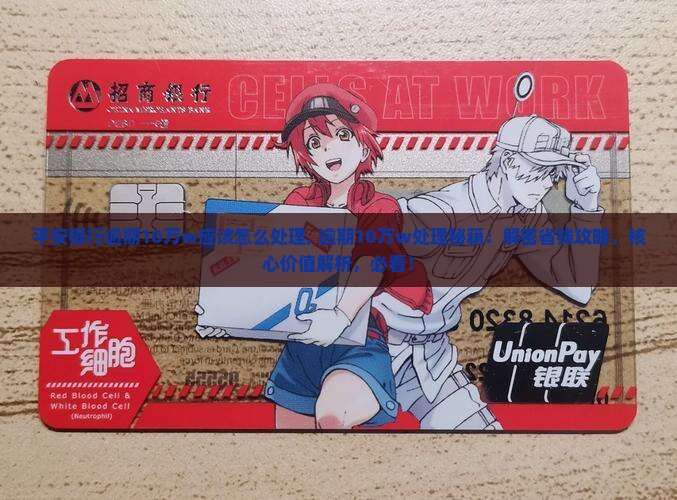 招商银行
CHINA MERCHANTS BANK
CELLS AT WORK
平安银行逾期10万w应该怎么处理，逾期10万w处理秘籍：解密省钱攻略，核
心价值解析，必看！
6214 8320
工作
细胞
UnionPay
银联
Red Blood Cell &
White Blood Cell
(Neutrophil)